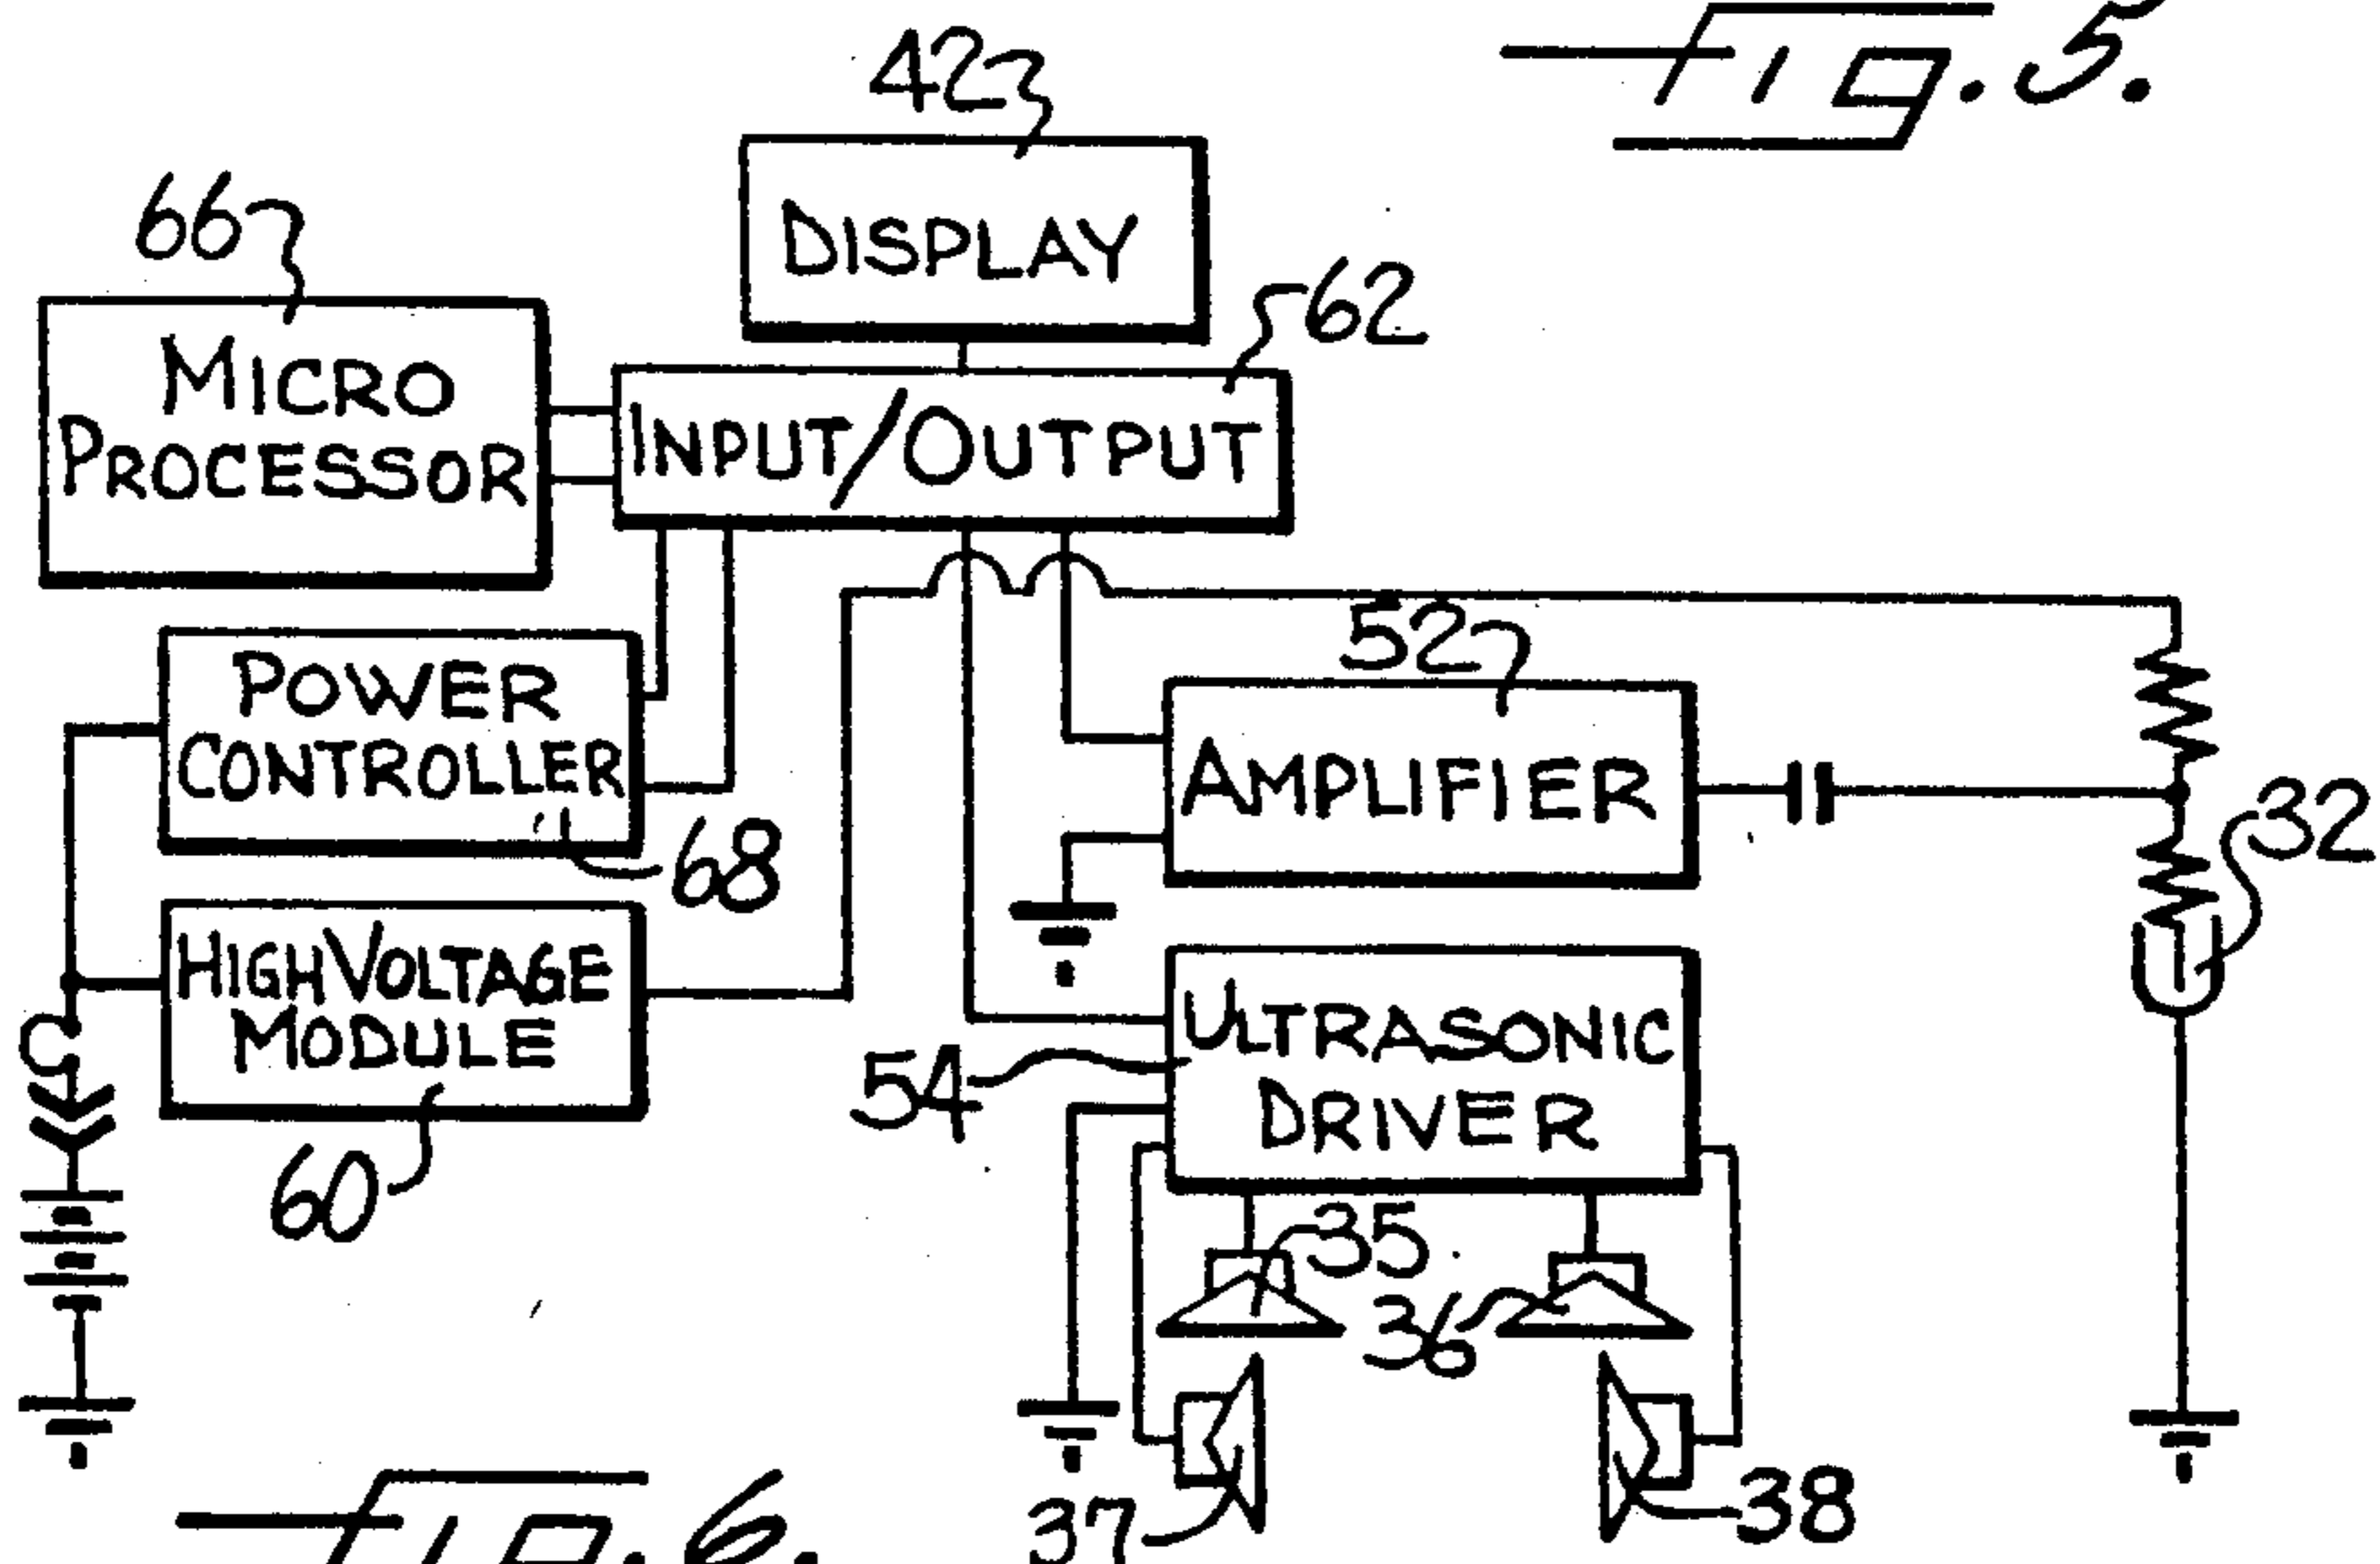 Fig. 5.
42
DISPLAY
66
MICRO
PROCESSOR
62
INPUT/OUTPUT
52
POWER
CONTROLLER
68
AMPLIFIER
32
HIGH VOLTAGE
MODULE
60
ULTRASONIC
DRIVER
54
35
36
37
38
Fig. 6.